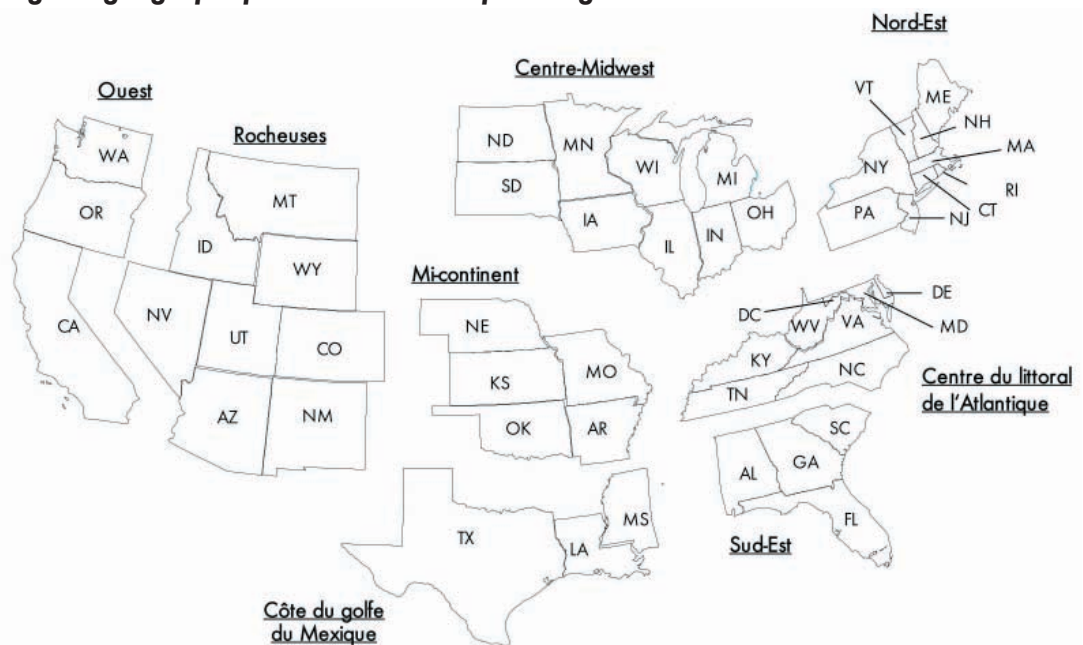 Nord-Est
Centre-Midwest
Ouest
Rocheuses
VT
ME
NH
MA
NY
RI
CT
NJ
PA
ND
MN
SD
WI
MI
IA
IL
IN
OH
WA
OR
CA
MT
ID
WY
NV
UT
CO
AZ
NM
Mi-continent
NE
KS
MO
OK
AR
DC
DE
MD
WV
VA
KY
NC
TN
Centre du littoral
de l'Atlantique
SC
AL
GA
FL
Sud-Est
TX
LA
MS
Côte du golfe
du Mexique